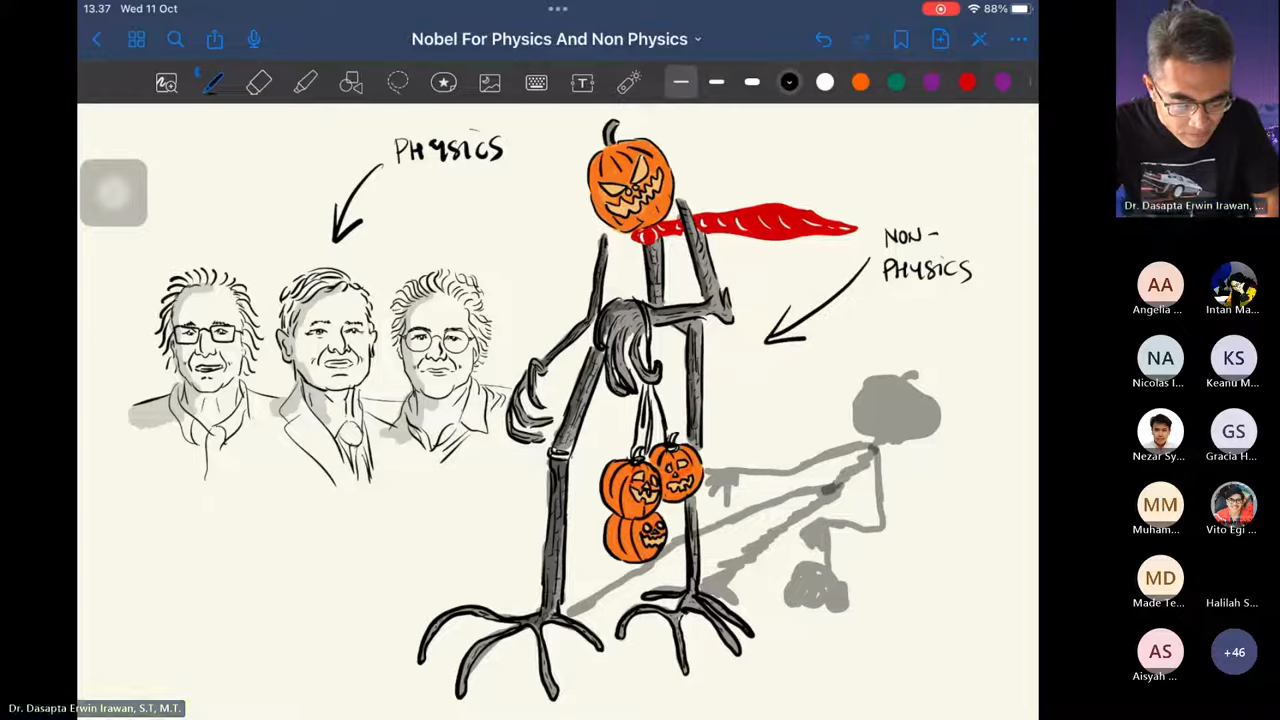 13.37 Wed 11 Oct
88%
Nobel For Physics And Non Physics
PHYSICS
NON-
PHYSICS
Dr. Dasapta Erwin Irawan, ...
AA
Angelia ...
Intan Ma...
NA
Nicolas I...
KS
Keanu M...
Nezar Sy...
GS
Gracia H...
MM
Muham...
Vito Egi ...
MD
Made Te...
Halilah S...
AS
Aisyah ...
+46
Dr. Dasapta Erwin Irawan, S.T, M.T.